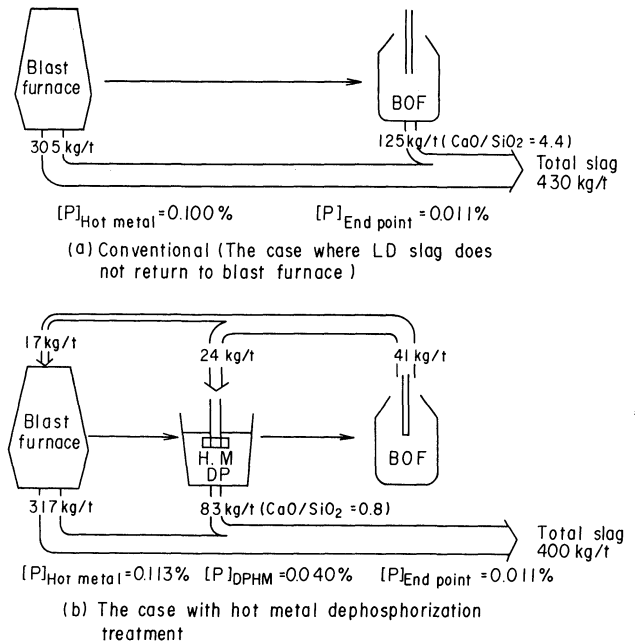 Blast
furnace
BOF
305 kg/t
125 kg/t (CaO/SiO2 = 4.4)
Total slag
430 kg/t
[P]Hot metal = 0.100 %
[P]End point = 0.011 %
(a) Conventional (The case where LD slag does
not return to blast furnace)
17 kg/t
24 kg/t
41 kg/t
Blast
furnace
H. M
DP
BOF
317 kg/t
83 kg/t (CaO/SiO2 = 0.8)
Total slag
400 kg/t
[P]Hot metal = 0.113% [P]DPHM = 0.040% [P]End point = 0.011%
(b) The case with hot metal dephosphorization
treatment